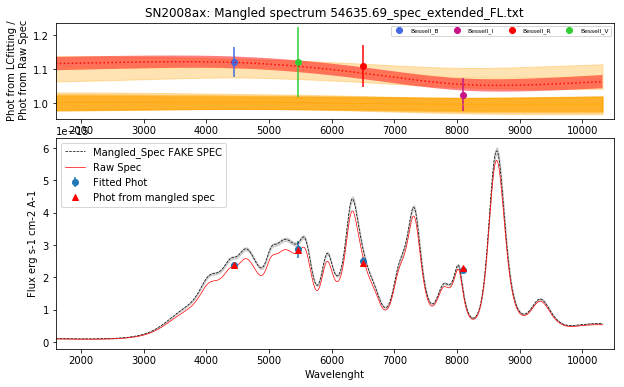 SN2008ax: Mangled spectrum 54635.69_spec_extended_FL.txt
Phot from LCfitting /
Phot from Raw Spec
1.2
1.1
1.0
Bessell_B
Bessell_I
Bessell_R
Bessell_V
2000 3000 4000 5000 6000 7000 8000 9000 10000
Flux erg s-1 cm-2 A-1
6
5
4
3
2
1
0
Mangled_Spec FAKE SPEC
Raw Spec
Fitted Phot
Phot from mangled spec
2000 3000 4000 5000 6000 7000 8000 9000 10000
Wavelenght